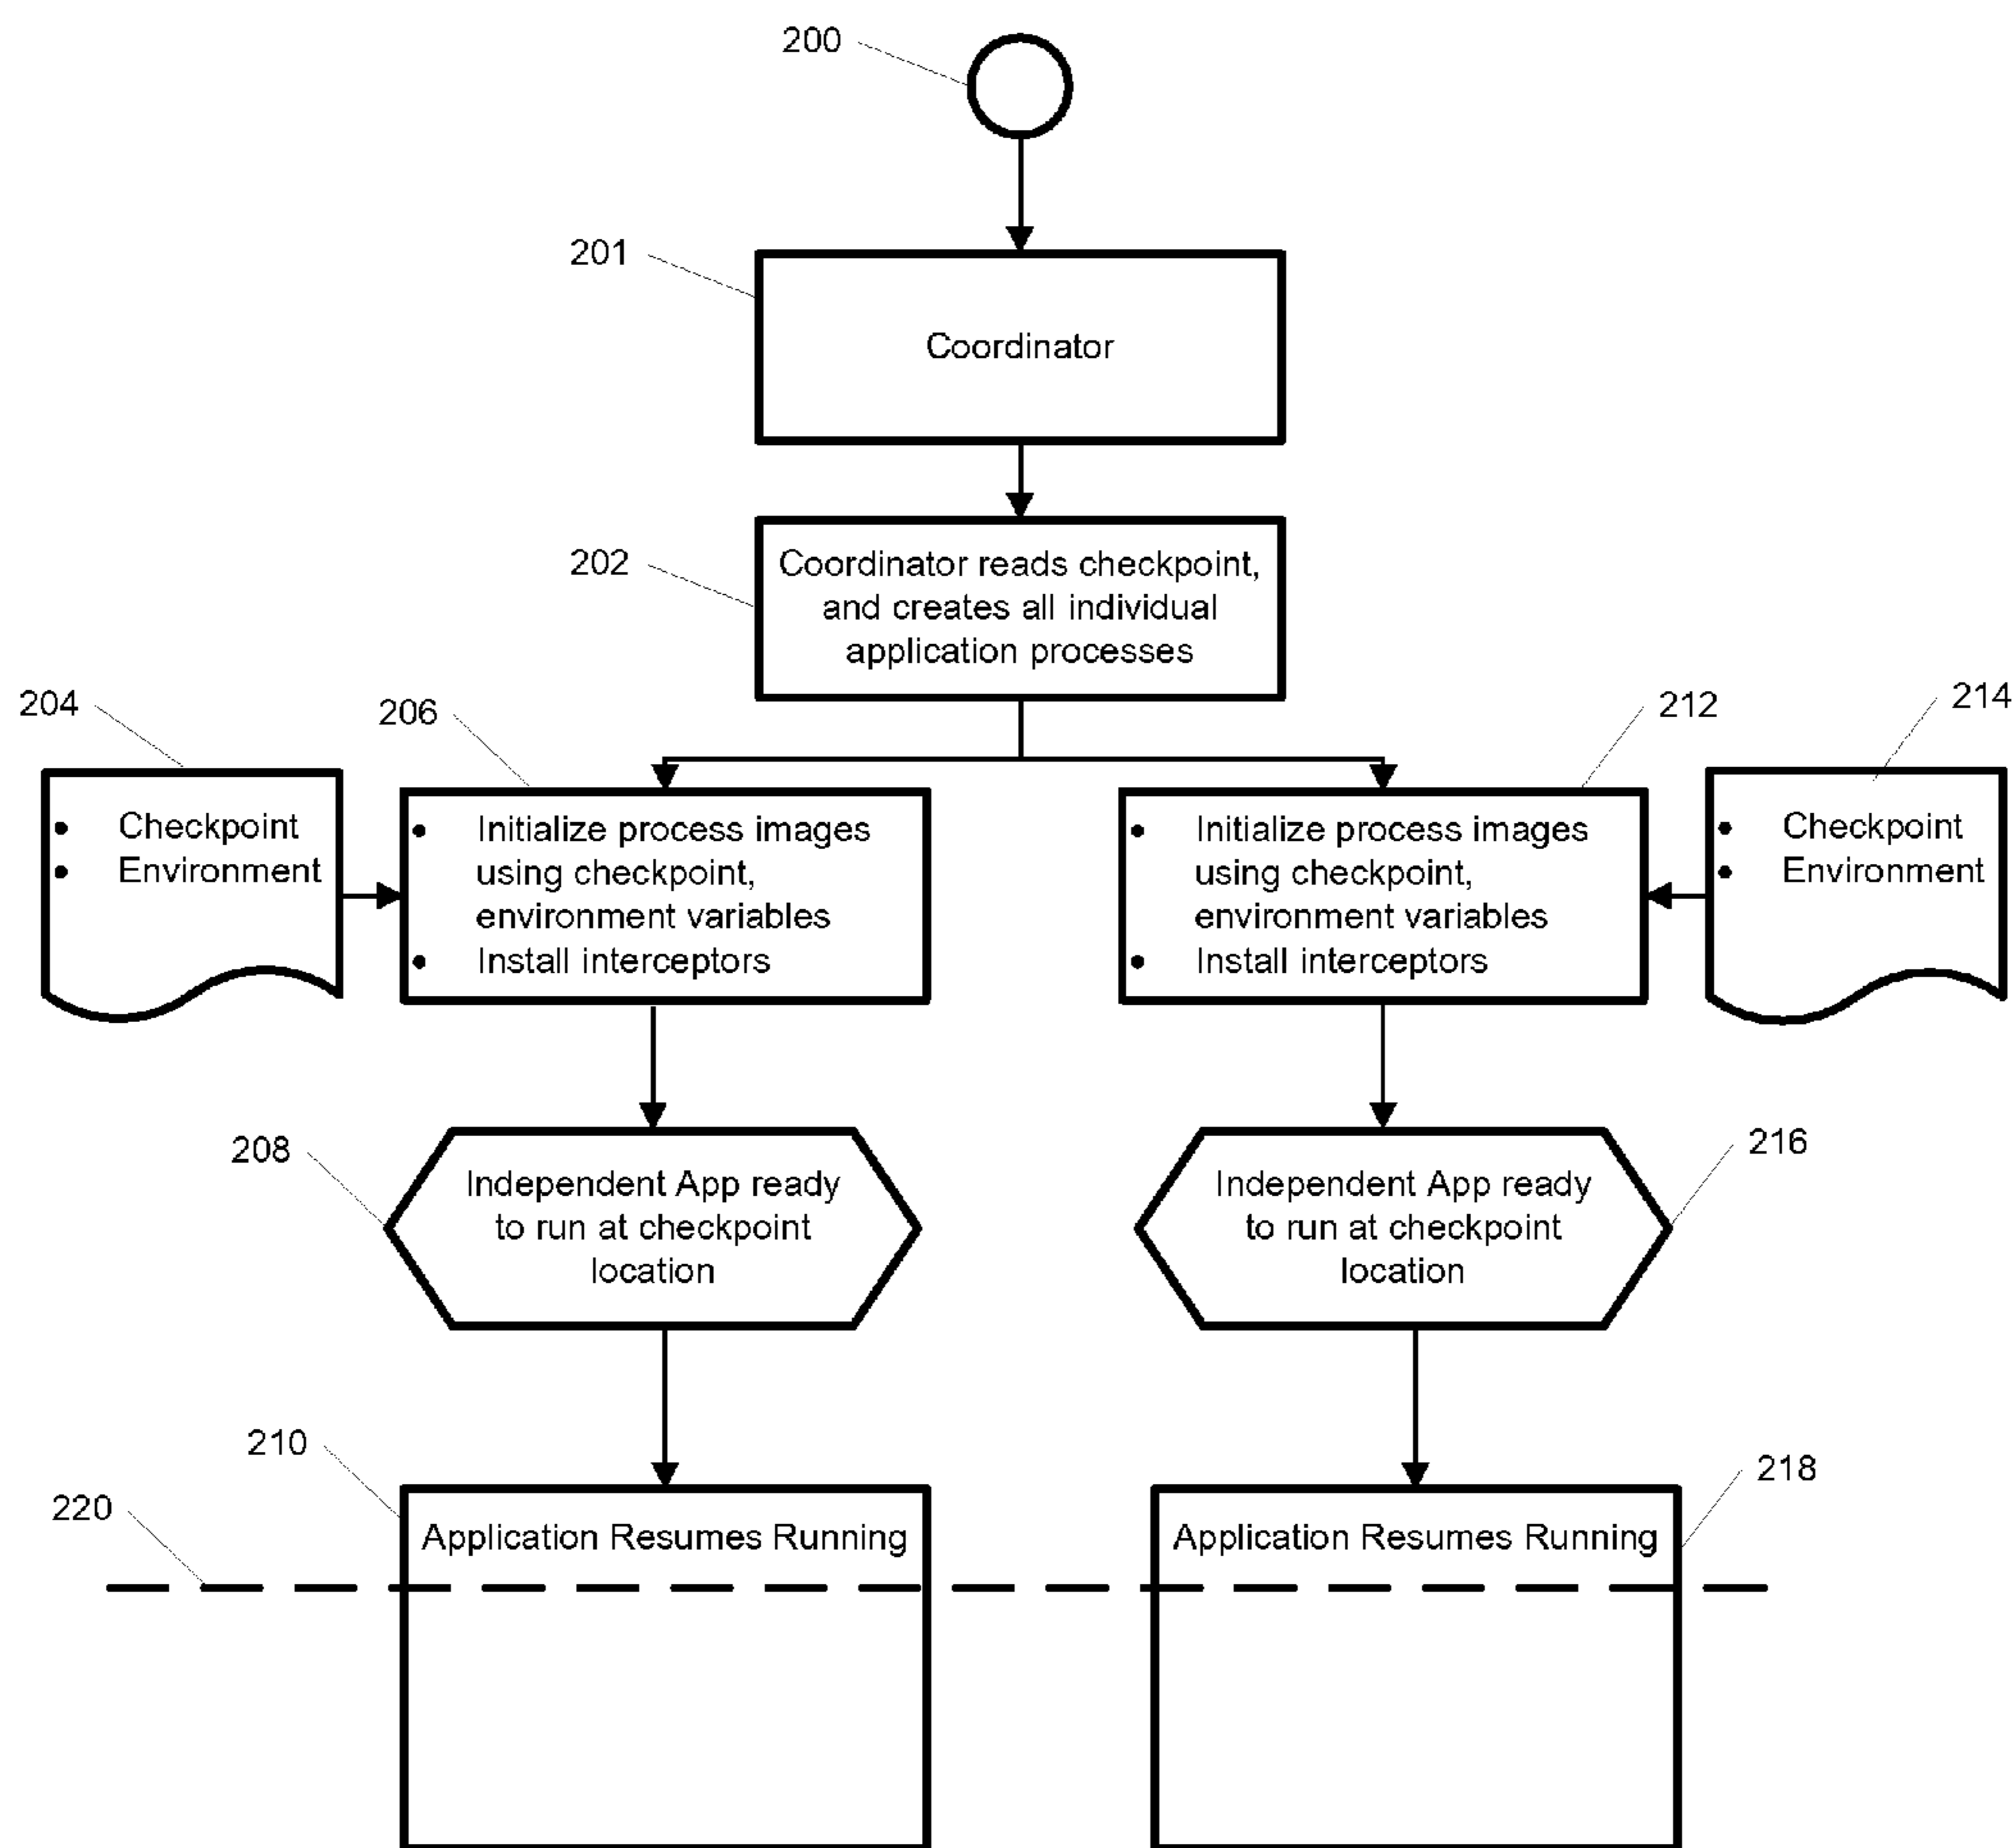 200
201
Coordinator
202
Coordinator reads checkpoint,
and creates all individual
application processes
204
206
212
214
• Checkpoint
• Environment
• Initialize process images
using checkpoint,
environment variables
• Install interceptors
• Initialize process images
using checkpoint,
environment variables
• Install interceptors
• Checkpoint
• Environment
208
Independent App ready
to run at checkpoint
location
Independent App ready
to run at checkpoint
location
216
210
218
220
Application Resumes Running
Application Resumes Running